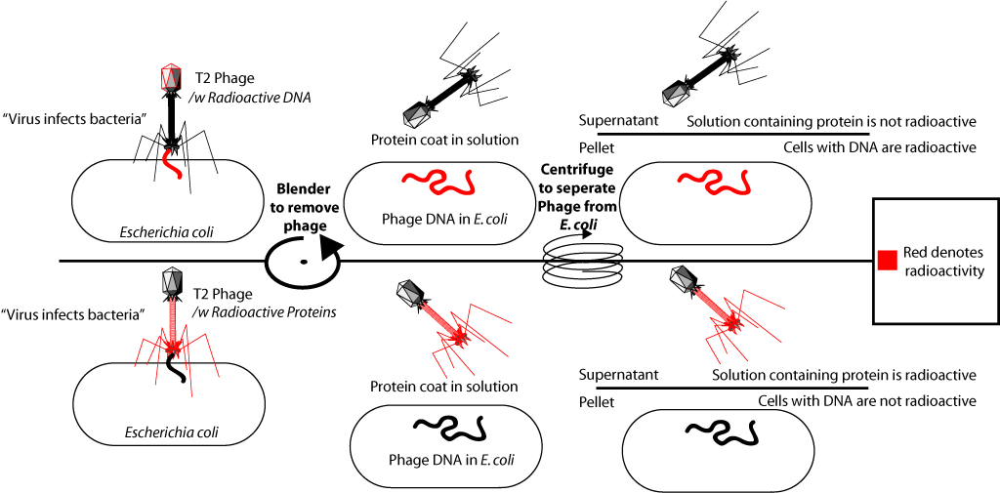 T2 Phage
/w Radioactive DNA
"Virus infects bacteria"
Escherichia coli
Blender
to remove
phage
Protein coat in solution
Phage DNA in E. coli
Centrifuge
to seperate
Phage from
E. coli
Supernatant
Solution containing protein is not radioactive
Pellet
Cells with DNA are radioactive
Red denotes
radioactivity
T2 Phage
/w Radioactive Proteins
"Virus infects bacteria"
Escherichia coli
Protein coat in solution
Phage DNA in E. coli
Supernatant
Solution containing protein is radioactive
Pellet
Cells with DNA are not radioactive